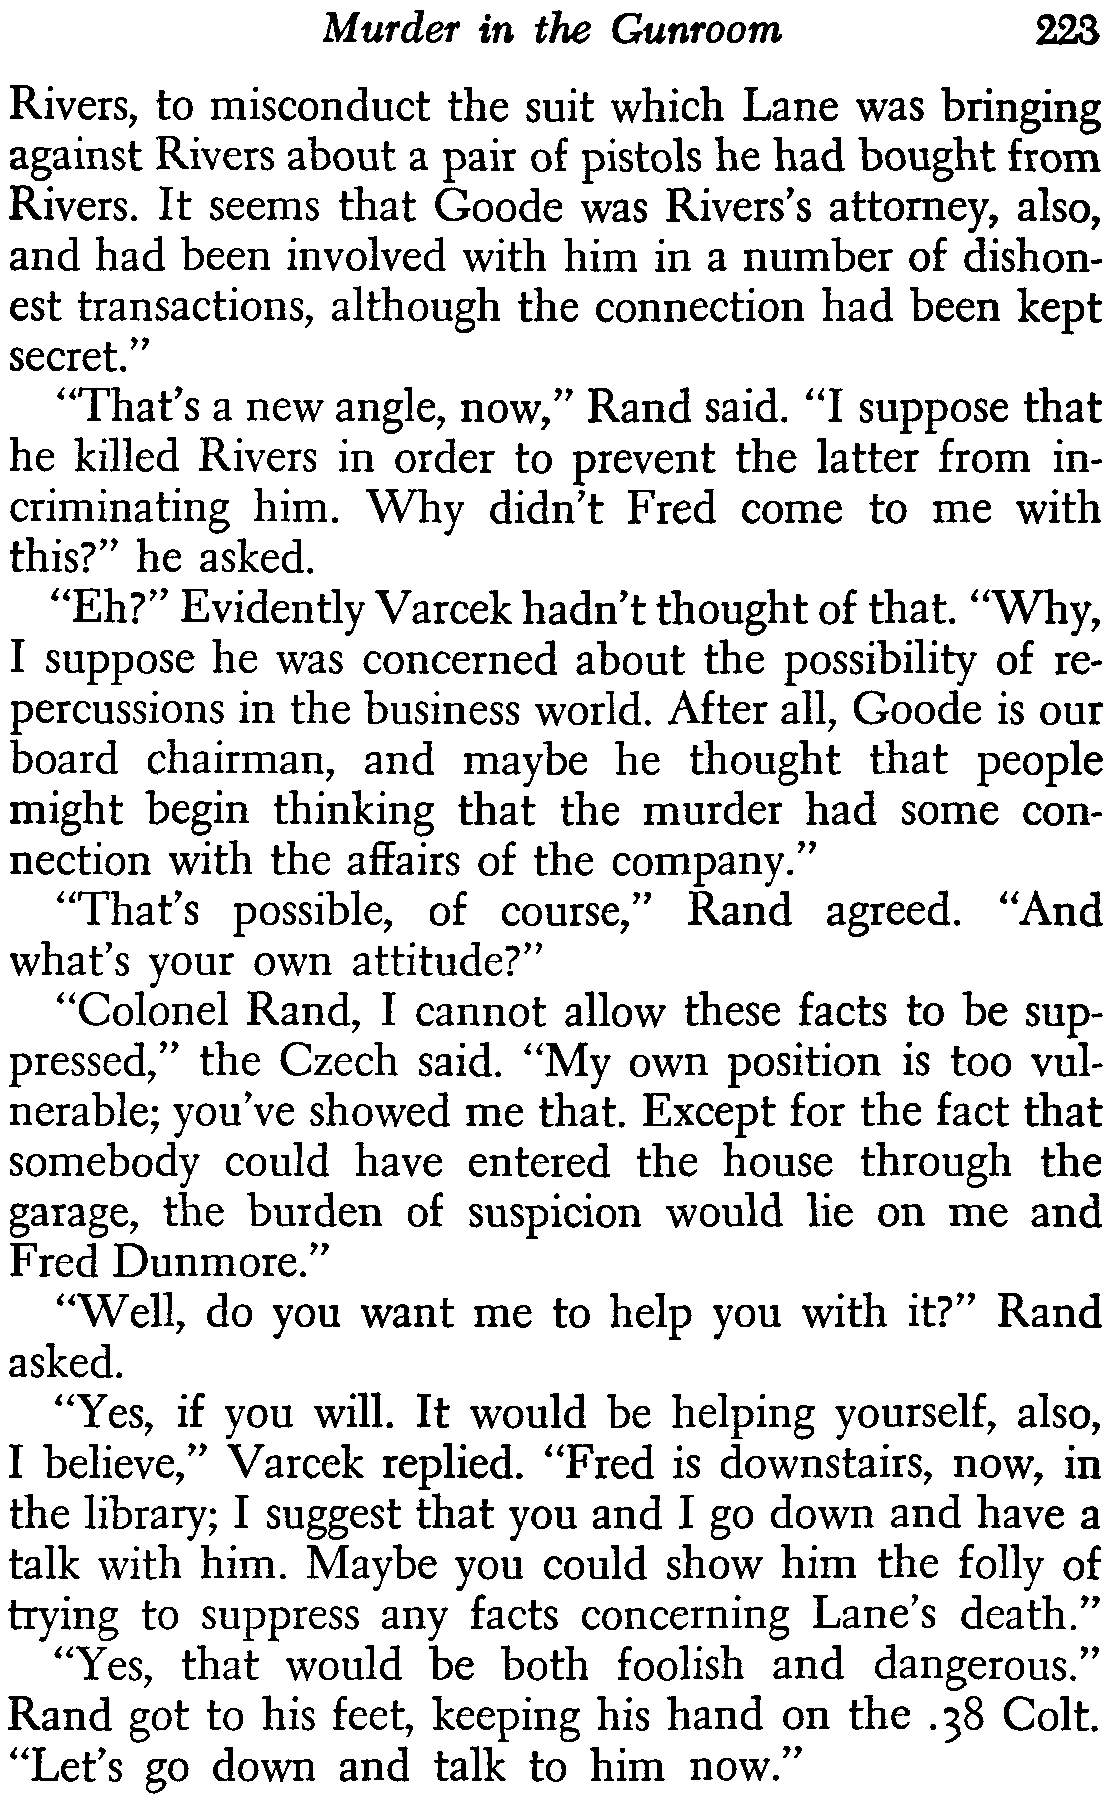 Murder in the Gunroom 223
Rivers, to misconduct the suit which Lane was bringing
against Rivers about a pair of pistols he had bought from
Rivers. It seems that Goode was Rivers's attorney, also,
and had been involved with him in a number of dishon-
est transactions, although the connection had been kept
secret."
"That's a new angle, now," Rand said. "I suppose that
he killed Rivers in order to prevent the latter from in-
criminating him. Why didn't Fred come to me with
this?" he asked.
"Eh?" Evidently Varcek hadn't thought of that. "Why,
I suppose he was concerned about the possibility of re-
percussions in the business world. After all, Goode is our
board chairman, and maybe he thought that people
might begin thinking that the murder had some con-
nection with the affairs of the company."
"That's possible, of course," Rand agreed. "And
what's your own attitude?"
"Colonel Rand, I cannot allow these facts to be sup-
pressed," the Czech said. "My own position is too vul-
nerable; you've showed me that. Except for the fact that
somebody could have entered the house through the
garage, the burden of suspicion would lie on me and
Fred Dunmore."
"Well, do you want me to help you with it?" Rand
asked.
"Yes, if you will. It would be helping yourself, also,
I believe," Varcek replied. "Fred is downstairs, now, in
the library; I suggest that you and I go down and have a
talk with him. Maybe you could show him the folly of
trying to suppress any facts concerning Lane's death."
"Yes, that would be both foolish and dangerous."
Rand got to his feet, keeping his hand on the .38 Colt.
"Let's go down and talk to him now."